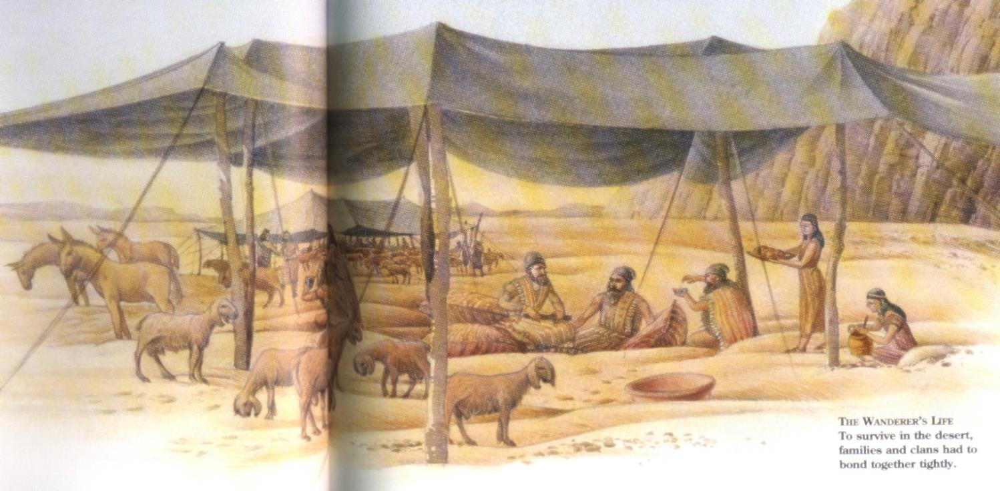 THE WANDERER'S LIFE
To survive in the desert,
families and clans had to
bond together tightly.